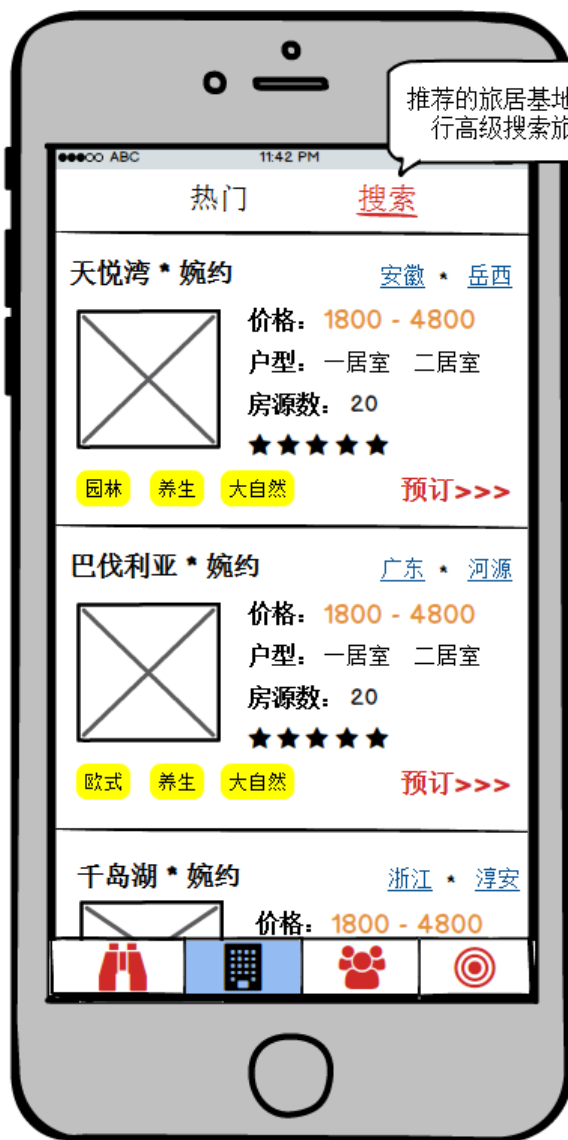 推荐的旅居基地
行高级搜索旅
ABC 11:42 PM
热门 搜索
天悦湾 * 婉约 安徽 * 岳西
价格: 1800 - 4800
户型: 一居室 二居室
房源数: 20
园林 养生 大自然 预订>>>
巴伐利亚 * 婉约 广东 * 河源
价格: 1800 - 4800
户型: 一居室 二居室
房源数: 20
欧式 养生 大自然 预订>>>
千岛湖 * 婉约 浙江 * 淳安
价格: 1800 - 4800